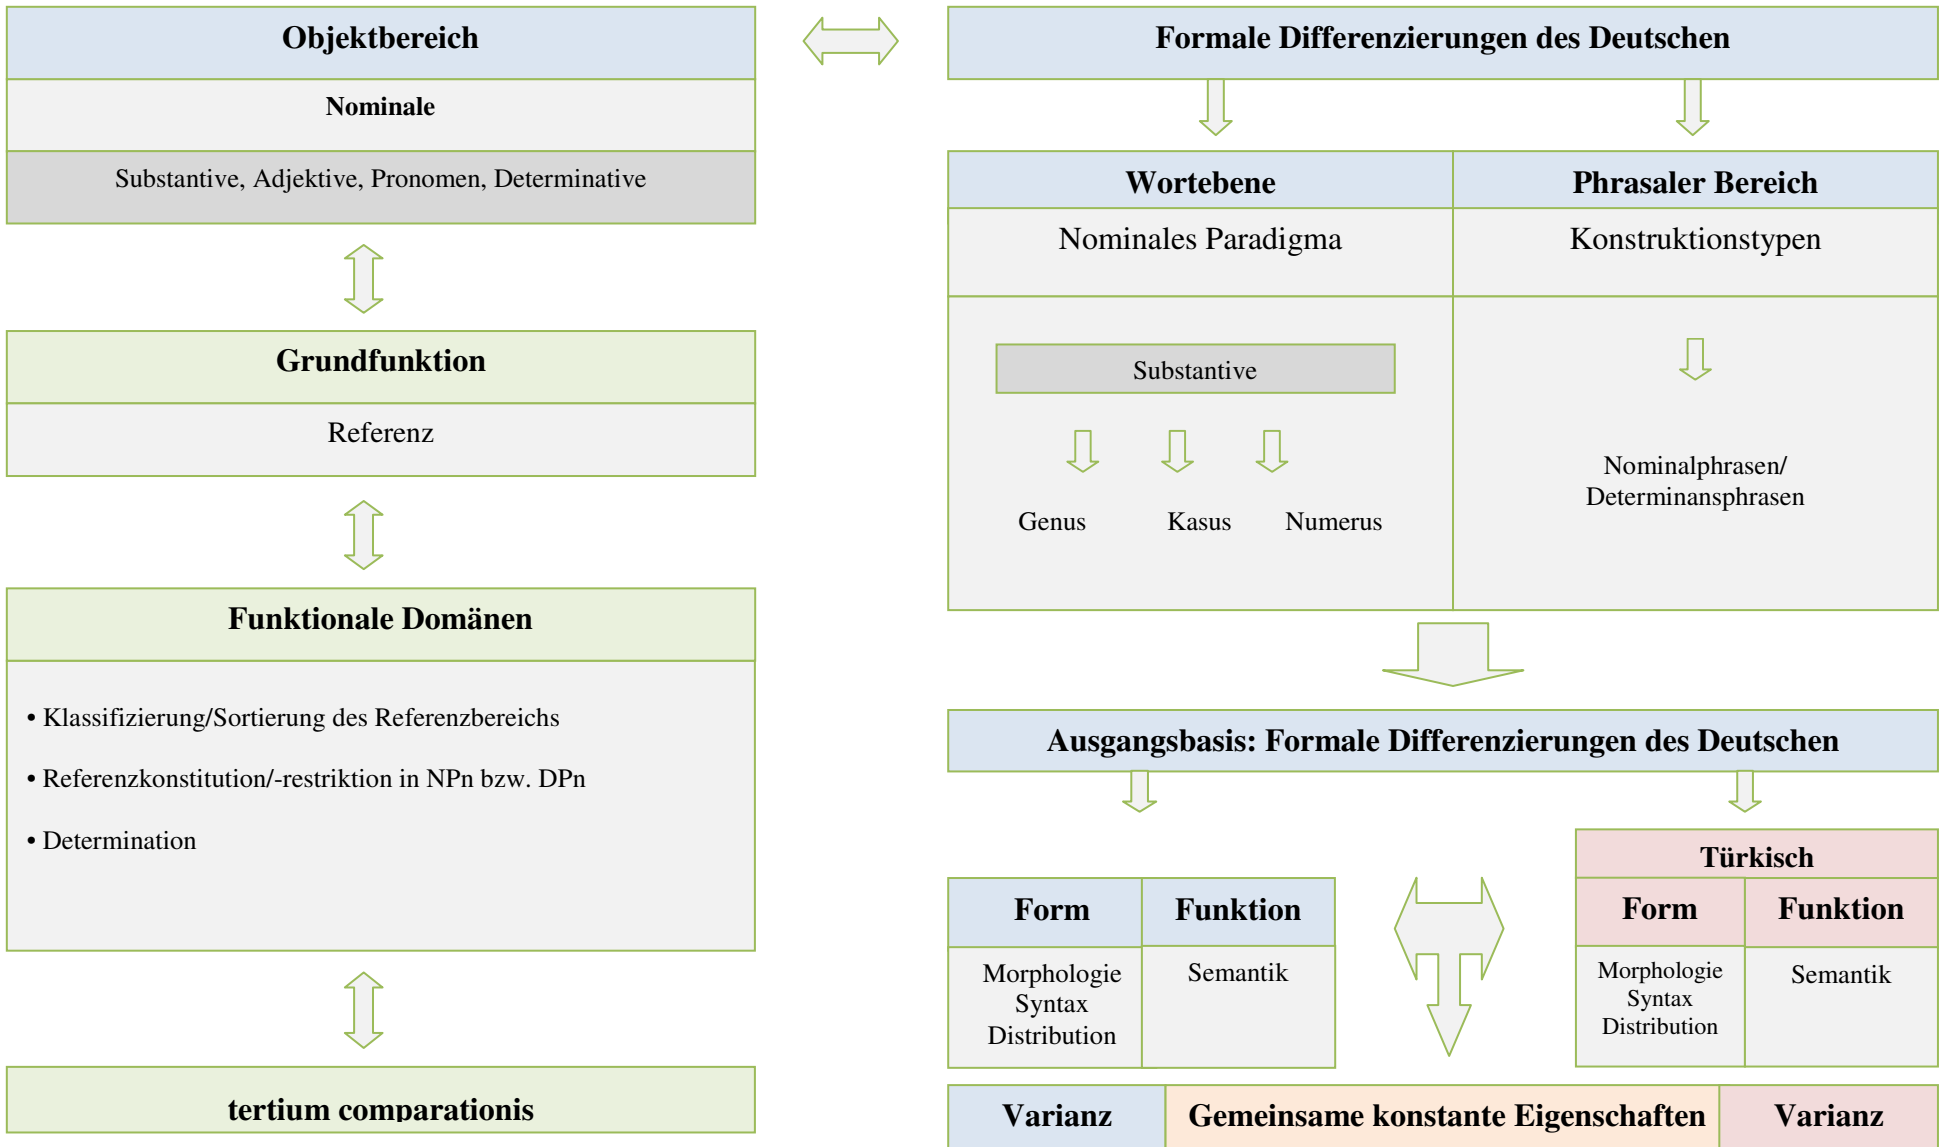 Objektbereich
Nominale
Substantive, Adjektive, Pronomen, Determinative
Grundfunktion
Referenz
Funktionale Domänen
• Klassifizierung/Sortierung des Referenzbereichs
• Referenzkonstitution/-restriktion in NPn bzw. DPn
• Determination
tertium comparationis
Formale Differenzierungen des Deutschen
Wortebene
Phrasaler Bereich
Nominales Paradigma
Konstruktionstypen
Substantive
Genus
Kasus
Numerus
Nominalphrasen/
Determinansphrasen
Ausgangsbasis: Formale Differenzierungen des Deutschen
Form
Funktion
Morphologie
Syntax
Distribution
Semantik
Türkisch
Form
Funktion
Morphologie
Syntax
Distribution
Semantik
Varianz
Gemeinsame konstante Eigenschaften
Varianz